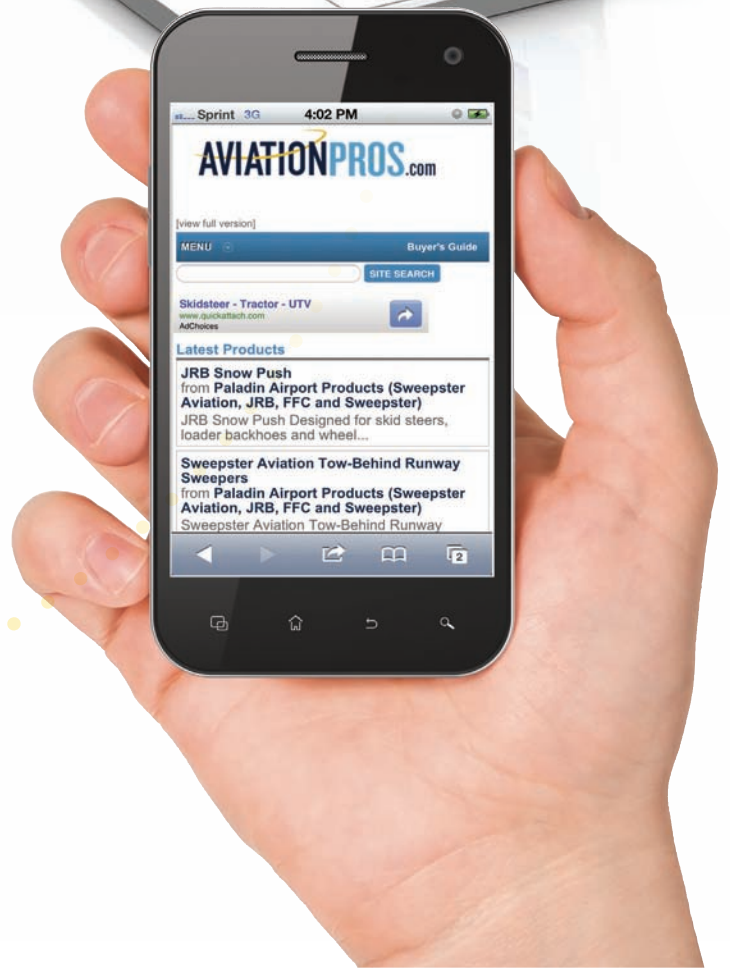 Sprint 3G 4:02 PM
AVIATIONPROS.com
[view full version]
MENU Buyer's Guide
SITE SEARCH
Skidsteer - Tractor - UTV
www.quickattach.com
AdChoices
Latest Products
JRB Snow Push
from Paladin Airport Products (Sweepster
Aviation, JRB, FFC and Sweepster)
JRB Snow Push Designed for skid steers,
loader backhoes and wheel...
Sweepster Aviation Tow-Behind Runway
Sweepers
from Paladin Airport Products (Sweepster
Aviation, JRB, FFC and Sweepster)
Sweepster Aviation Tow-Behind Runway
2